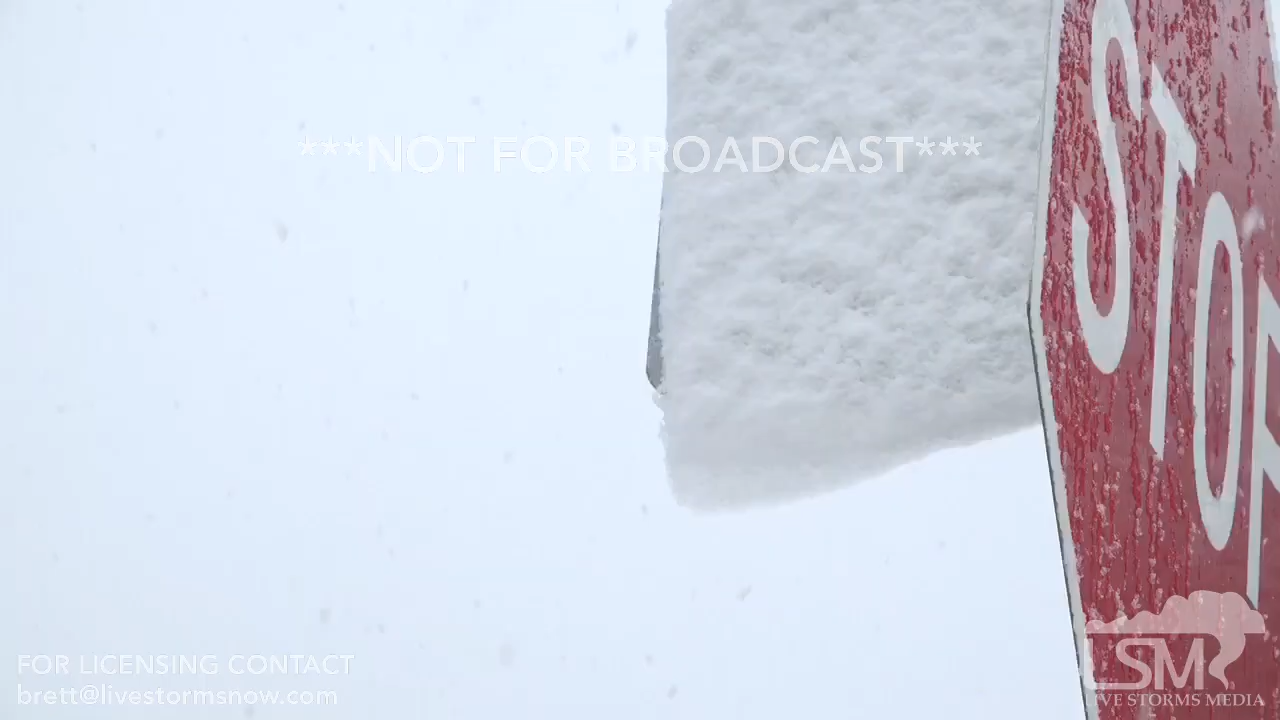 ***NOT FOR BROADCAST***
STOP
FOR LICENSING CONTACT
brett@livestormsnow.com
LSM
LIVE STORMS MEDIA